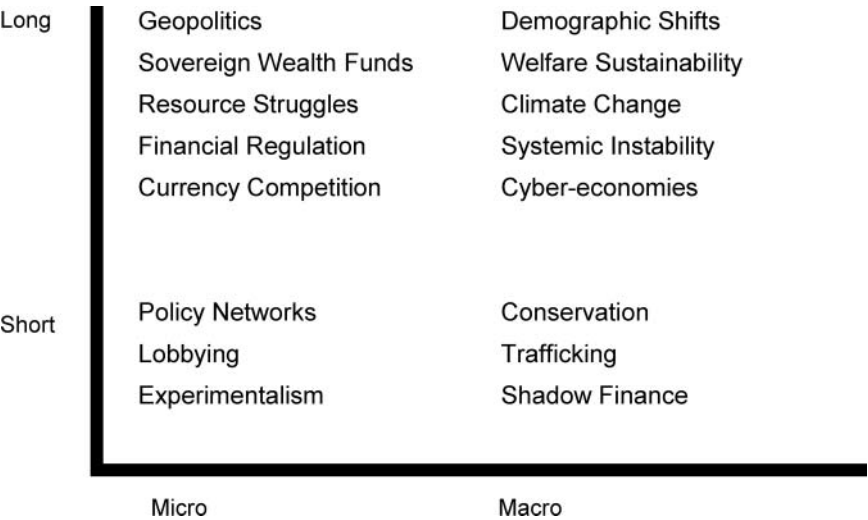 Long Geopolitics Demographic Shifts
Sovereign Wealth Funds Welfare Sustainability
Resource Struggles Climate Change
Financial Regulation Systemic Instability
Currency Competition Cyber-economies
Policy Networks Conservation
Short
Lobbying Trafficking
Experimentalism Shadow Finance
Micro Macro